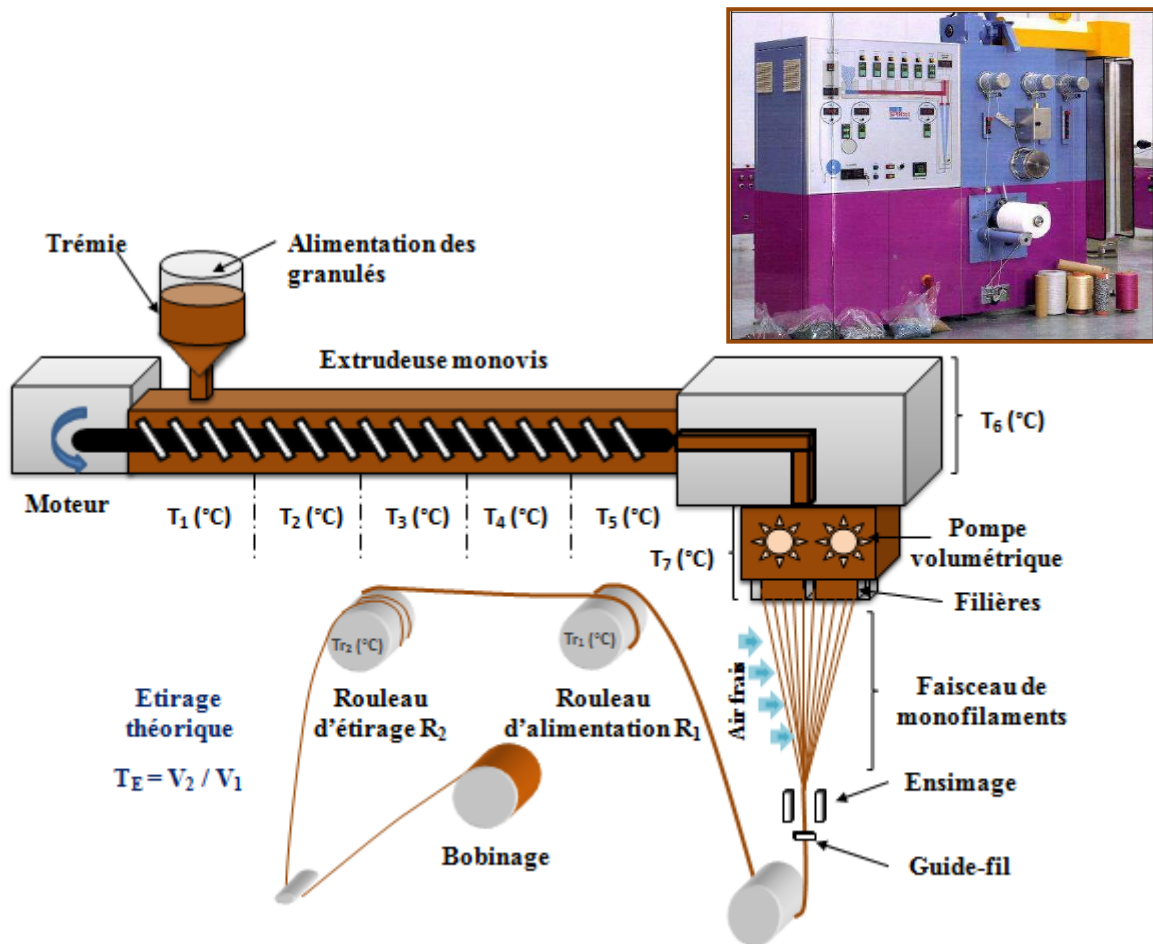 Trémie
Alimentation des
granulés
Extrudeuse monovis
T₆ (°C)
Moteur
T₁ (°C)
T₂ (°C)
T₃ (°C)
T₄ (°C)
T₅ (°C)
Pompe
volumétrique
T₇ (°C)
Filières
Tr₂ (°C)
Tr₁ (°C)
Air frais
Etirage
théorique
Rouleau
d'étirage R₂
Rouleau
d'alimentation R₁
Faisceau de
monofilaments
T_E = V₂ / V₁
Ensimage
Bobinage
Guide-fil